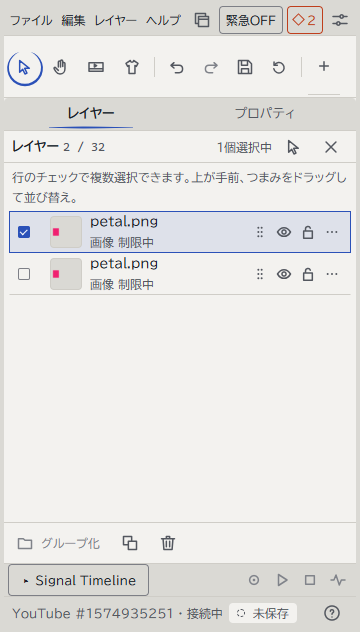 ファイル 編集 レイヤー ヘルプ 緊急OFF 2
レイヤー プロパティ
レイヤー 2 / 32 1個選択中
行のチェックで複数選択できます。上が手前、つまみをドラッグし
て並び替え。
petal.png
画像 制限中
petal.png
画像 制限中
グループ化
Signal Timeline
YouTube #1574935251・接続中 未保存